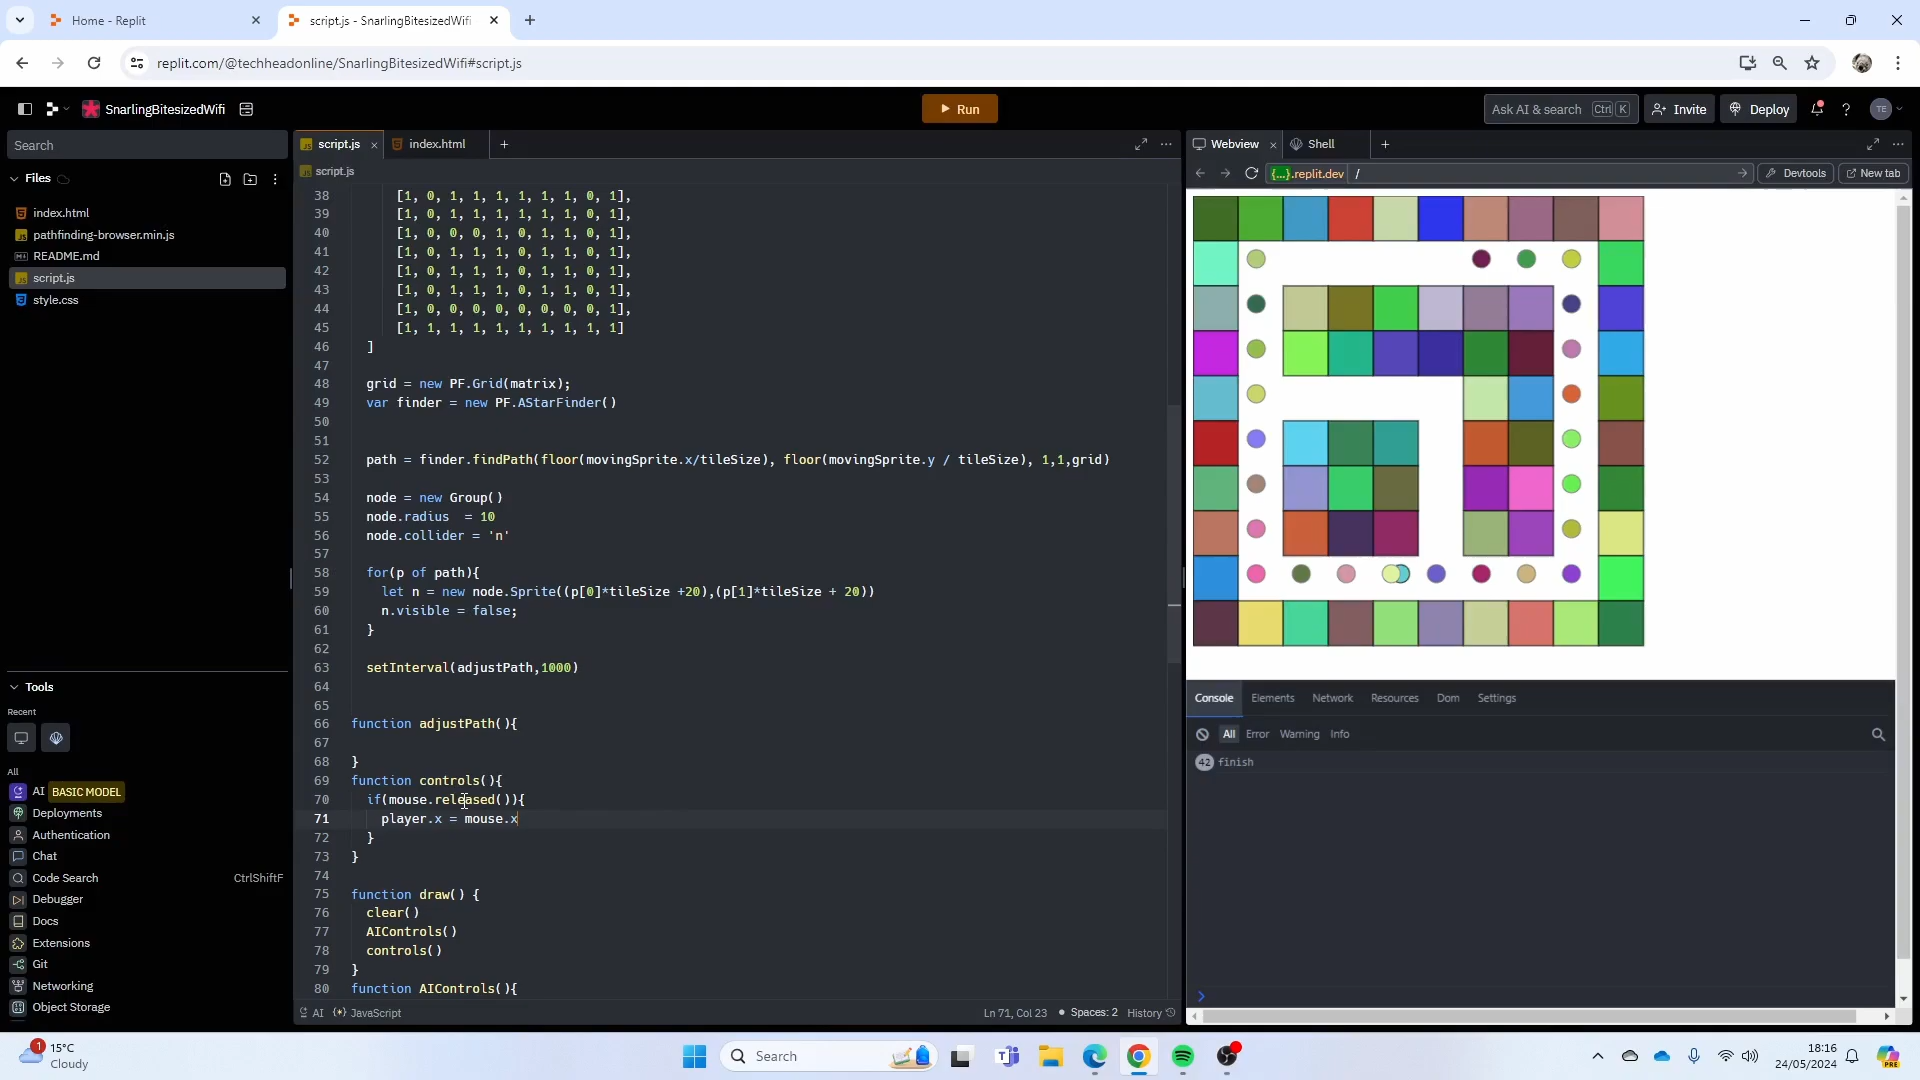 Home - Replit
script.js - SnarlingBitesizedWifi
replit.com/@techheadonline/SnarlingBitesizedWifi#script.js
SnarlingBitesizedWifi
Run
Ask AI & search Ctrl K
Invite
Deploy
TE
Search
script.js
index.html
Webview
Shell
script.js
{...}.replit.dev
/
Devtools
New tab
Files
index.html
pathfinding-browser.min.js
README.md
script.js
style.css
38 [1, 0, 1, 1, 1, 1, 1, 1, 0, 1],
39 [1, 0, 1, 1, 1, 1, 1, 1, 0, 1],
40 [1, 0, 0, 0, 1, 0, 1, 1, 0, 1],
41 [1, 0, 1, 1, 1, 0, 1, 1, 0, 1],
42 [1, 0, 1, 1, 1, 0, 1, 1, 0, 1],
43 [1, 0, 1, 1, 1, 0, 1, 1, 0, 1],
44 [1, 0, 0, 0, 0, 0, 0, 0, 0, 1],
45 [1, 1, 1, 1, 1, 1, 1, 1, 1, 1]
46 ]
47
48 grid = new PF.Grid(matrix);
49 var finder = new PF.AStarFinder()
50
51
52 path = finder.findPath(floor(movingSprite.x/tileSize), floor(movingSprite.y / tileSize), 1,1,grid)
53
54 node = new Group()
55 node.radius  = 10
56 node.collider = 'n'
57
58 for(p of path){
59 let n = new node.Sprite((p[0]*tileSize +20),(p[1]*tileSize + 20))
60 n.visible = false;
61 }
62
63 setInterval(adjustPath,1000)
64
65
66 function adjustPath(){
67
68 }
69 function controls(){
70 if(mouse.released()){
71 player.x = mouse.x
72 }
73 }
74
75 function draw() {
76 clear()
77 AIControls()
78 controls()
79 }
80 function AIControls(){
Tools
Recent
All
AI BASIC MODEL
Deployments
Authentication
Chat
Code Search CtrlShiftF
Debugger
Docs
Extensions
Git
Networking
Object Storage
AI
{*} JavaScript
Ln 71, Col 23
Spaces: 2
History
Console
Elements
Network
Resources
Dom
Settings
All
Error
Warning
Info
42 finish
1
15°C
Cloudy
Search
18:16
24/05/2024
PRE